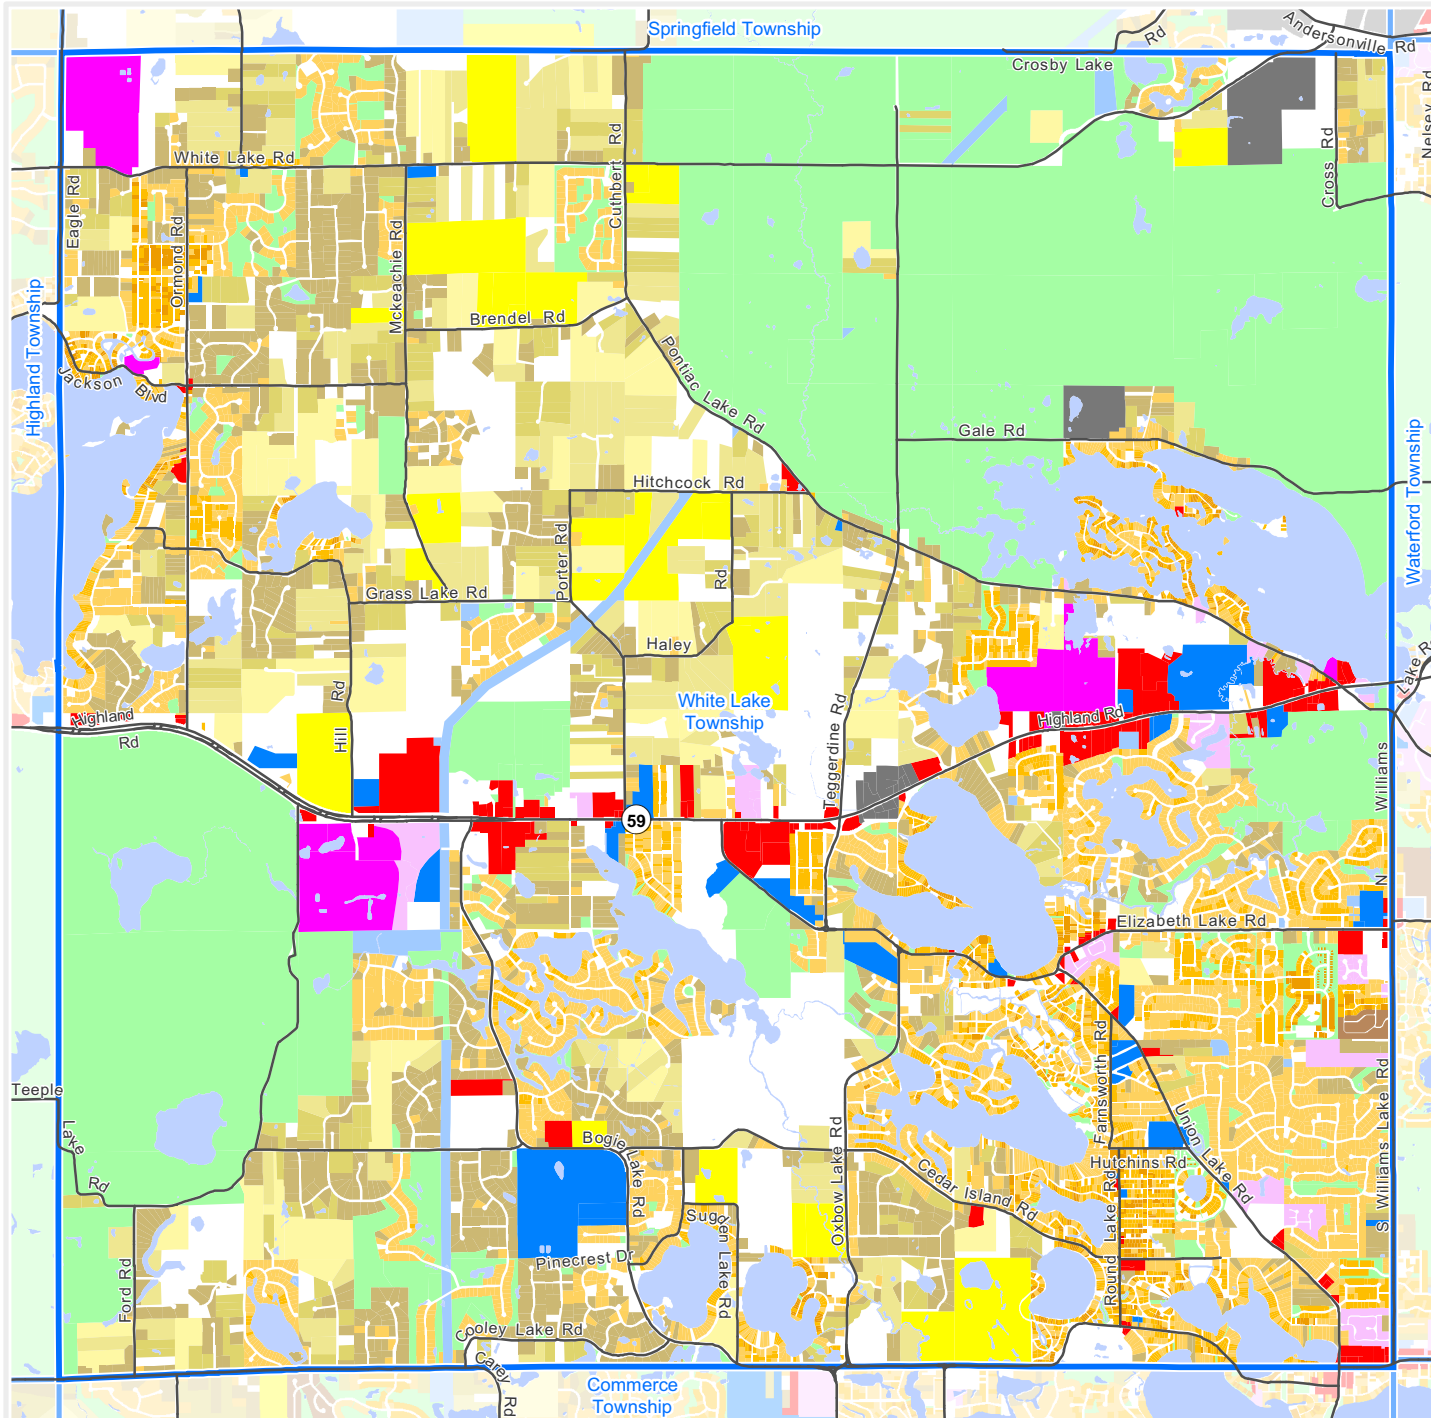 Springfield Township
Andersonville Rd
Rd
Crosby Lake
Nelsey Rd
Cuthbert Rd
Cross Rd
White Lake Rd
Eagle Rd
Ormond Rd
Mckeachie Rd
Highland Township
Brendel Rd
Pontiac Lake Rd
Jackson
Blvd
Gale Rd
Waterford Township
Hitchcock Rd
Porter Rd
Rd
Grass Lake Rd
Haley
Lake R
White Lake
Township
Teggerdine Rd
Hill Rd
Highland
Rd
Highland Rd
Williams
N
59
Elizabeth Lake Rd
Farnsworth Rd
Teeple
Lake
Rd
Bogie Lake Rd
Oxbow Lake Rd
Cedar Island Rd
Hutchins Rd
Union Lake Rd
S Williams Lake Rd
Round Lake Rd
Sugden Lake Rd
Pinecrest Dr
Ford Rd
Cooley Lake Rd
Carey Rd
Commerce
Township